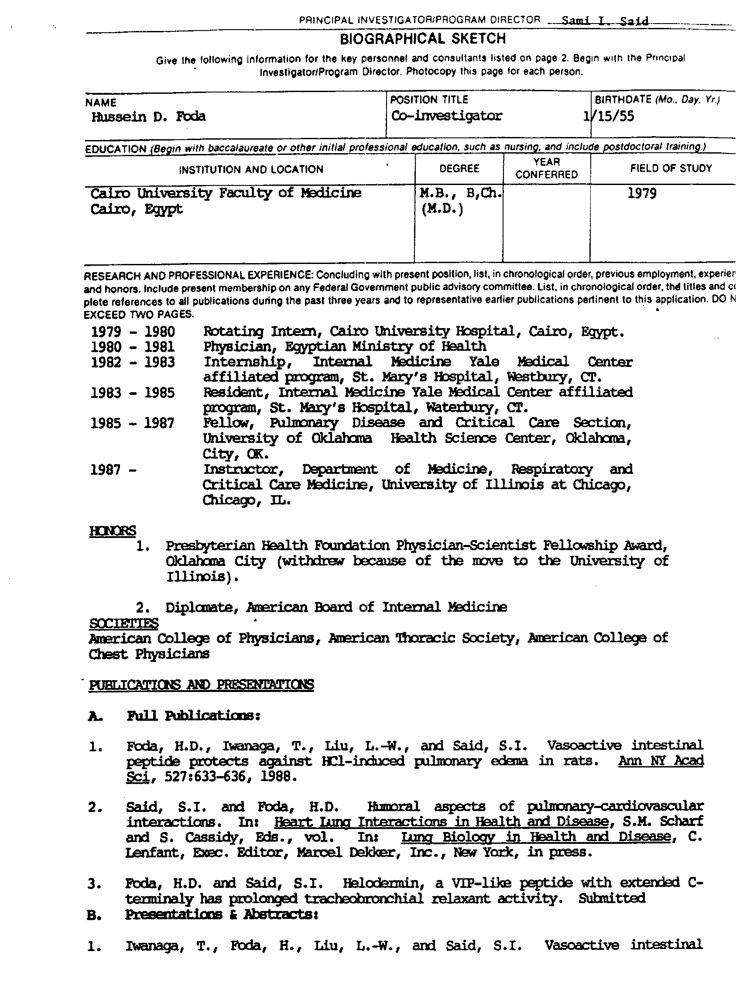 PRINCIPAL INVESTIGATOR/PROGRAM DIRECTOR Sami I. Said
BIOGRAPHICAL SKETCH
Give the following information for the key personnel and consultants listed on page 2. Begin with the Principal
Investigator/Program Director. Photocopy this page for each person.
NAME POSITION TITLE BIRTHDATE (Mo., Day, Yr.)
Hussein D. Foda Co-investigator 1/15/55
EDUCATION (Begin with baccalaureate or other initial professional education, such as nursing, and include postdoctoral training.)
INSTITUTION AND LOCATION DEGREE YEAR CONFERRED FIELD OF STUDY
Cairo University Faculty of Medicine M.B., B,Ch. 1979
Cairo, Egypt (M.D.)
RESEARCH AND PROFESSIONAL EXPERIENCE: Concluding with present position, list, in chronological order, previous employment, experien
and honors. Include present membership on any Federal Government public advisory committee. List, in chronological order, the titles and co
plete references to all publications during the past three years and to representative earlier publications pertinent to this application. DO N
EXCEED TWO PAGES.
1979 - 1980 Rotating Intern, Cairo University Hospital, Cairo, Egypt.
1980 - 1981 Physician, Egyptian Ministry of Health
1982 - 1983 Internship, Internal Medicine Yale Medical Center
affiliated program, St. Mary's Hospital, Westbury, CT.
1983 - 1985 Resident, Internal Medicine Yale Medical Center affiliated
program, St. Mary's Hospital, Waterbury, CT.
1985 - 1987 Fellow, Pulmonary Disease and Critical Care Section,
University of Oklahoma Health Science Center, Oklahoma,
City, OK.
1987 - Instructor, Department of Medicine, Respiratory and
Critical Care Medicine, University of Illinois at Chicago,
Chicago, IL.
HONORS
1. Presbyterian Health Foundation Physician-Scientist Fellowship Award,
Oklahoma City (withdrew because of the move to the University of
Illinois).
2. Diplomate, American Board of Internal Medicine
SOCIETIES
American College of Physicians, American Thoracic Society, American College of
Chest Physicians
PUBLICATIONS AND PRESENTATIONS
A. Full Publications:
1. Foda, H.D., Iwanaga, T., Liu, L.-W., and Said, S.I. Vasoactive intestinal
peptide protects against HCl-induced pulmonary edema in rats. Ann NY Acad
Sci, 527:633-636, 1988.
2. Said, S.I. and Foda, H.D. Humoral aspects of pulmonary-cardiovascular
interactions. In: Heart Lung Interactions in Health and Disease, S.M. Scharf
and S. Cassidy, Eds., vol. In: Lung Biology in Health and Disease, C.
Lenfant, Exec. Editor, Marcel Dekker, Inc., New York, in press.
3. Foda, H.D. and Said, S.I. Helodermin, a VIP-like peptide with extended C-
terminaly has prolonged tracheobronchial relaxant activity. Submitted
B. Presentations & Abstracts:
1. Iwanaga, T., Foda, H., Liu, L.-W., and Said, S.I. Vasoactive intestinal